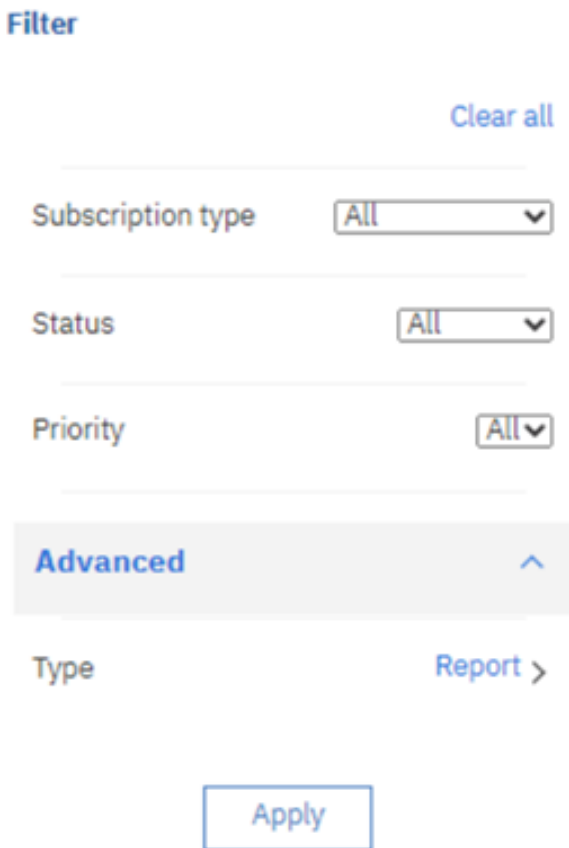 Filter
Clear all
Subscription type All
Status All
Priority All
Advanced
Type Report
Apply